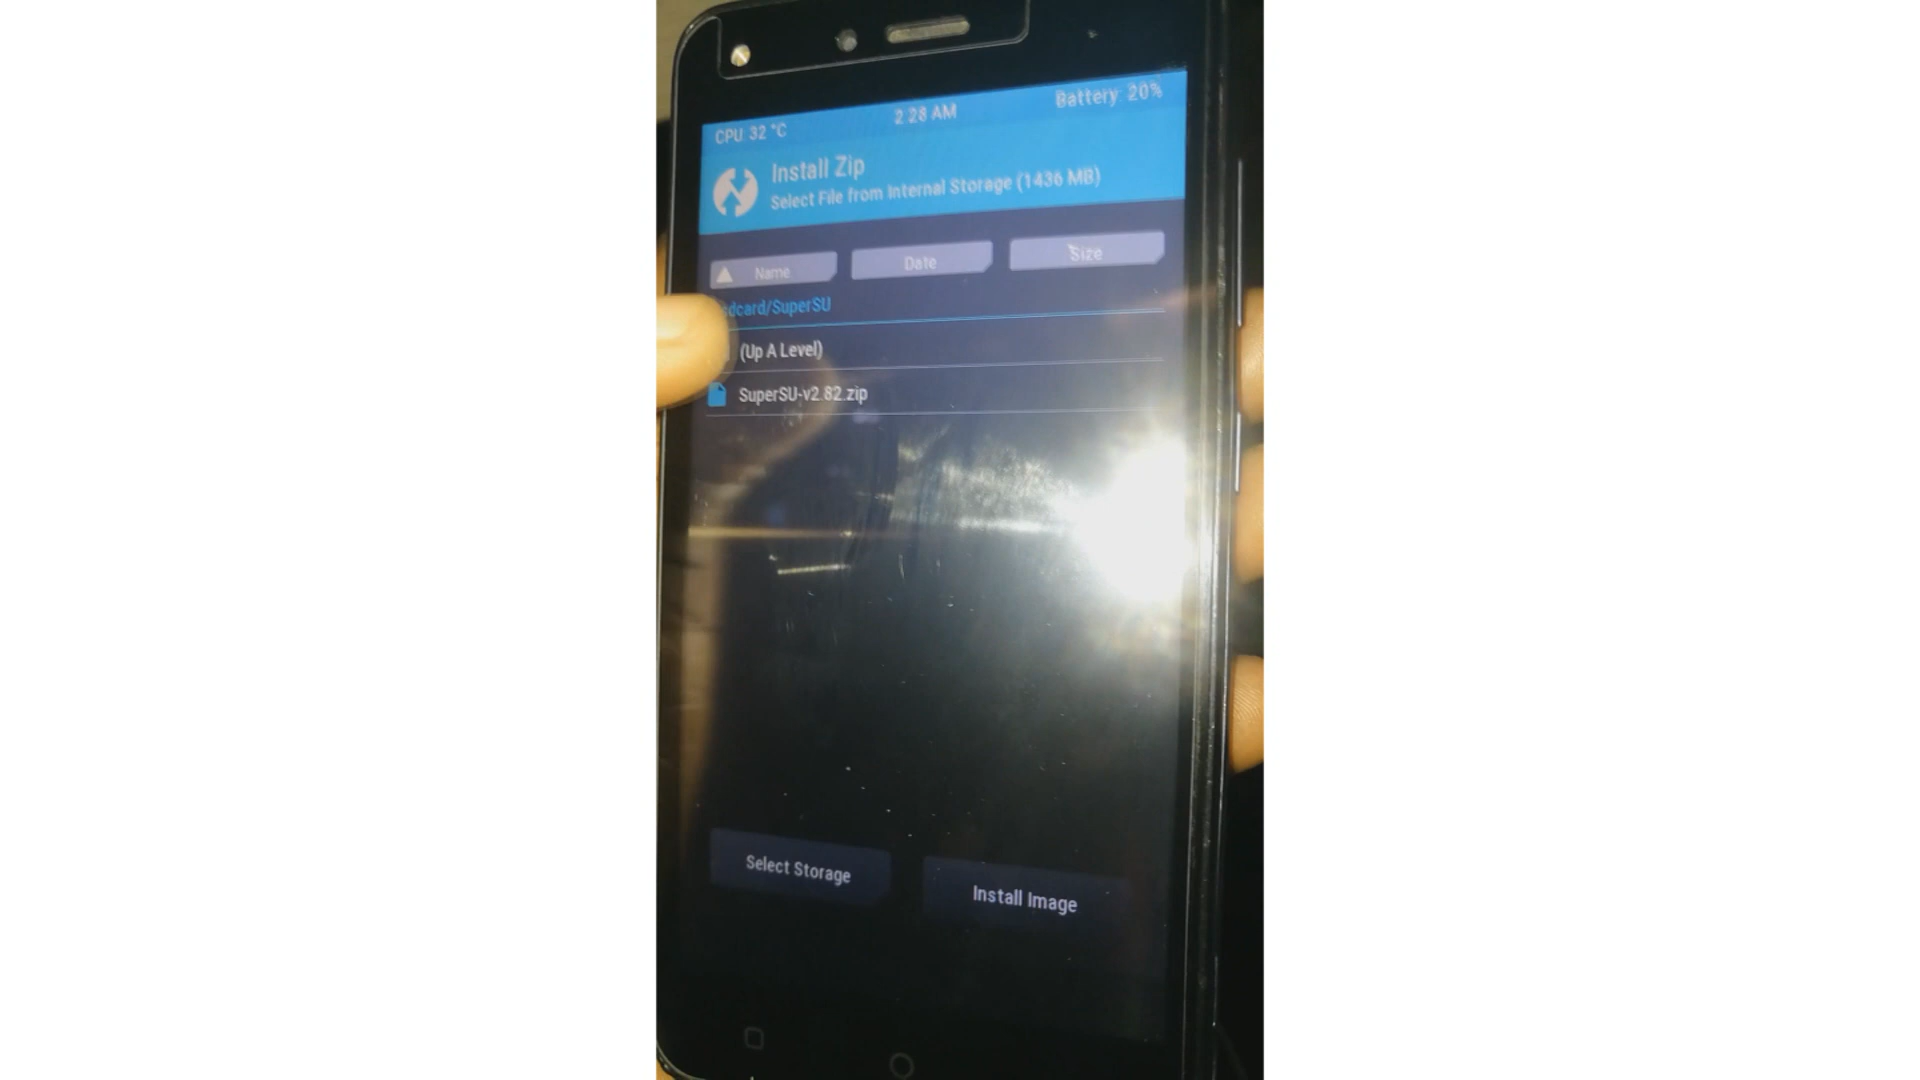 CPU: 32 °C 2:28 AM Battery: 20%
Install Zip
Select File from Internal Storage (1436 MB)
Name Date Size
dcard/SuperSU
(Up A Level)
SuperSU-v2.82.zip
Select Storage
Install Image